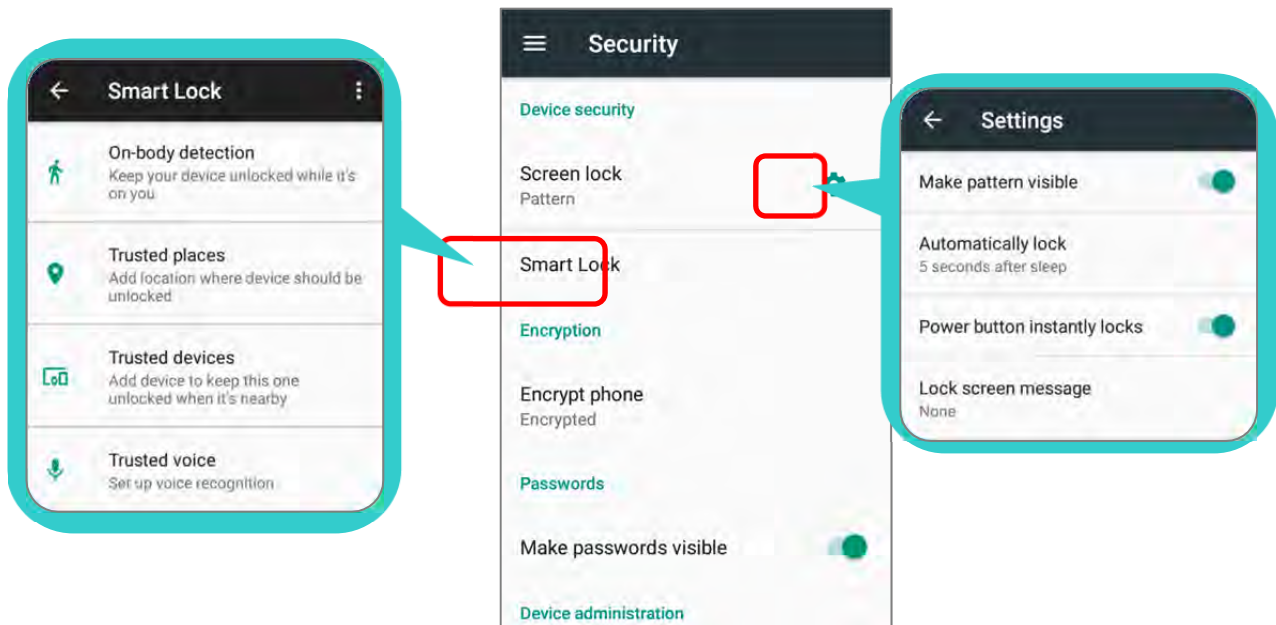 Smart Lock
On-body detection
Keep your device unlocked while it's
on you
Trusted places
Add location where device should be
unlocked
Trusted devices
Add device to keep this one
unlocked when it's nearby
Trusted voice
Set up voice recognition
Security
Device security
Screen lock
Pattern
Smart Lock
Encryption
Encrypt phone
Encrypted
Passwords
Make passwords visible
Device administration
Settings
Make pattern visible
Automatically lock
5 seconds after sleep
Power button instantly locks
Lock screen message
None